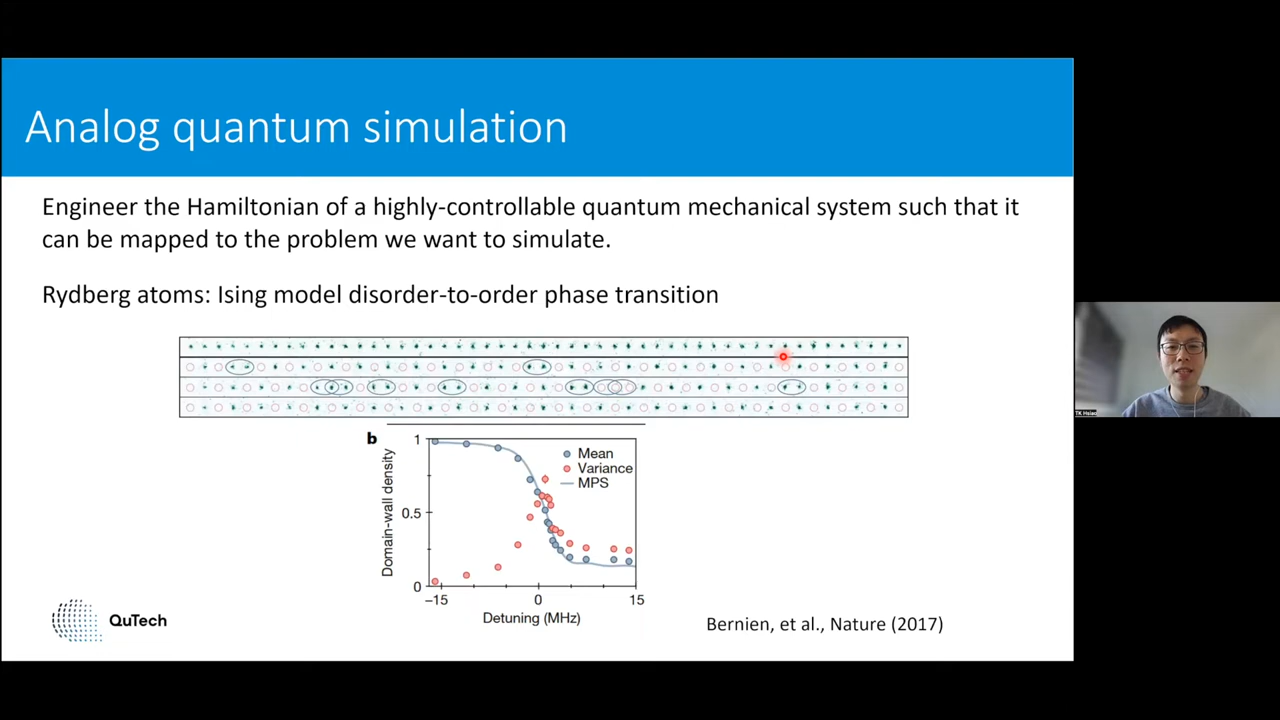 Analog quantum simulation
Engineer the Hamiltonian of a highly-controllable quantum mechanical system such that it
can be mapped to the problem we want to simulate.
Rydberg atoms: Ising model disorder-to-order phase transition
b
Domain-wall density
1
0.5
0
Mean
Variance
MPS
−15
0
15
Detuning (MHz)
QuTech
Bernien, et al., Nature (2017)
TK Hsiao